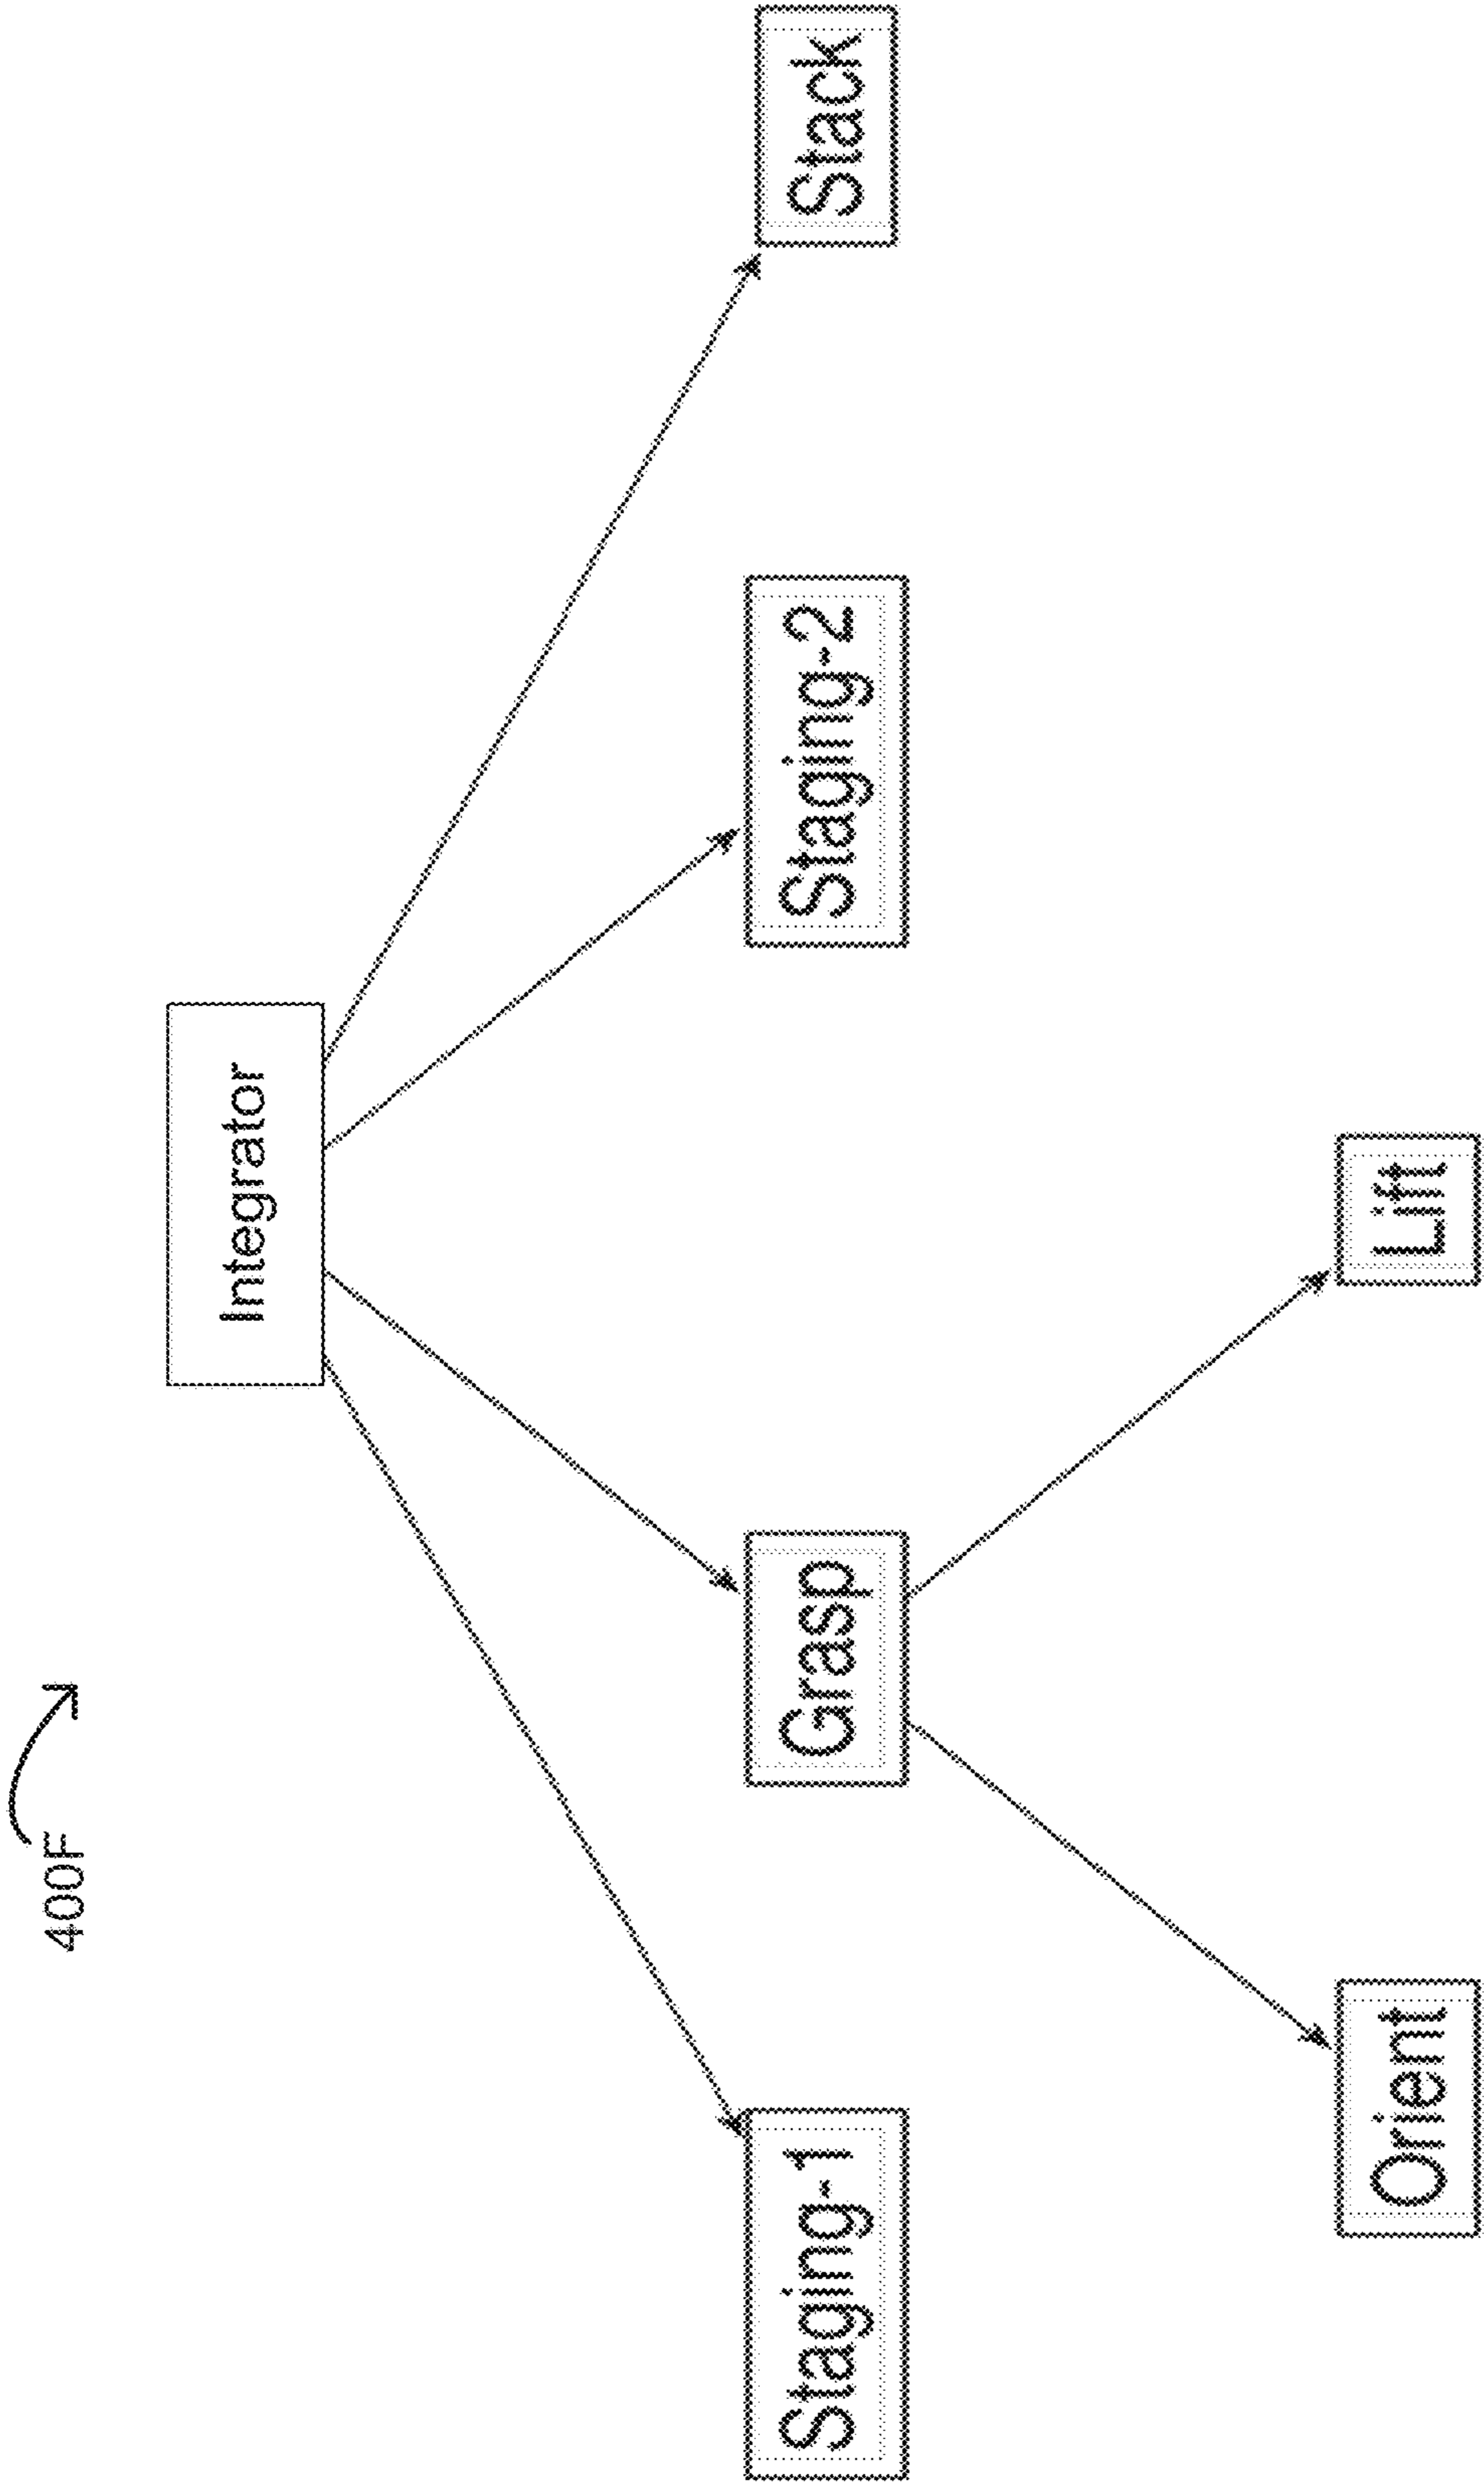 400F
Integrator
Staging-1
Grasp
Staging-2
Stack
Orient
Lift